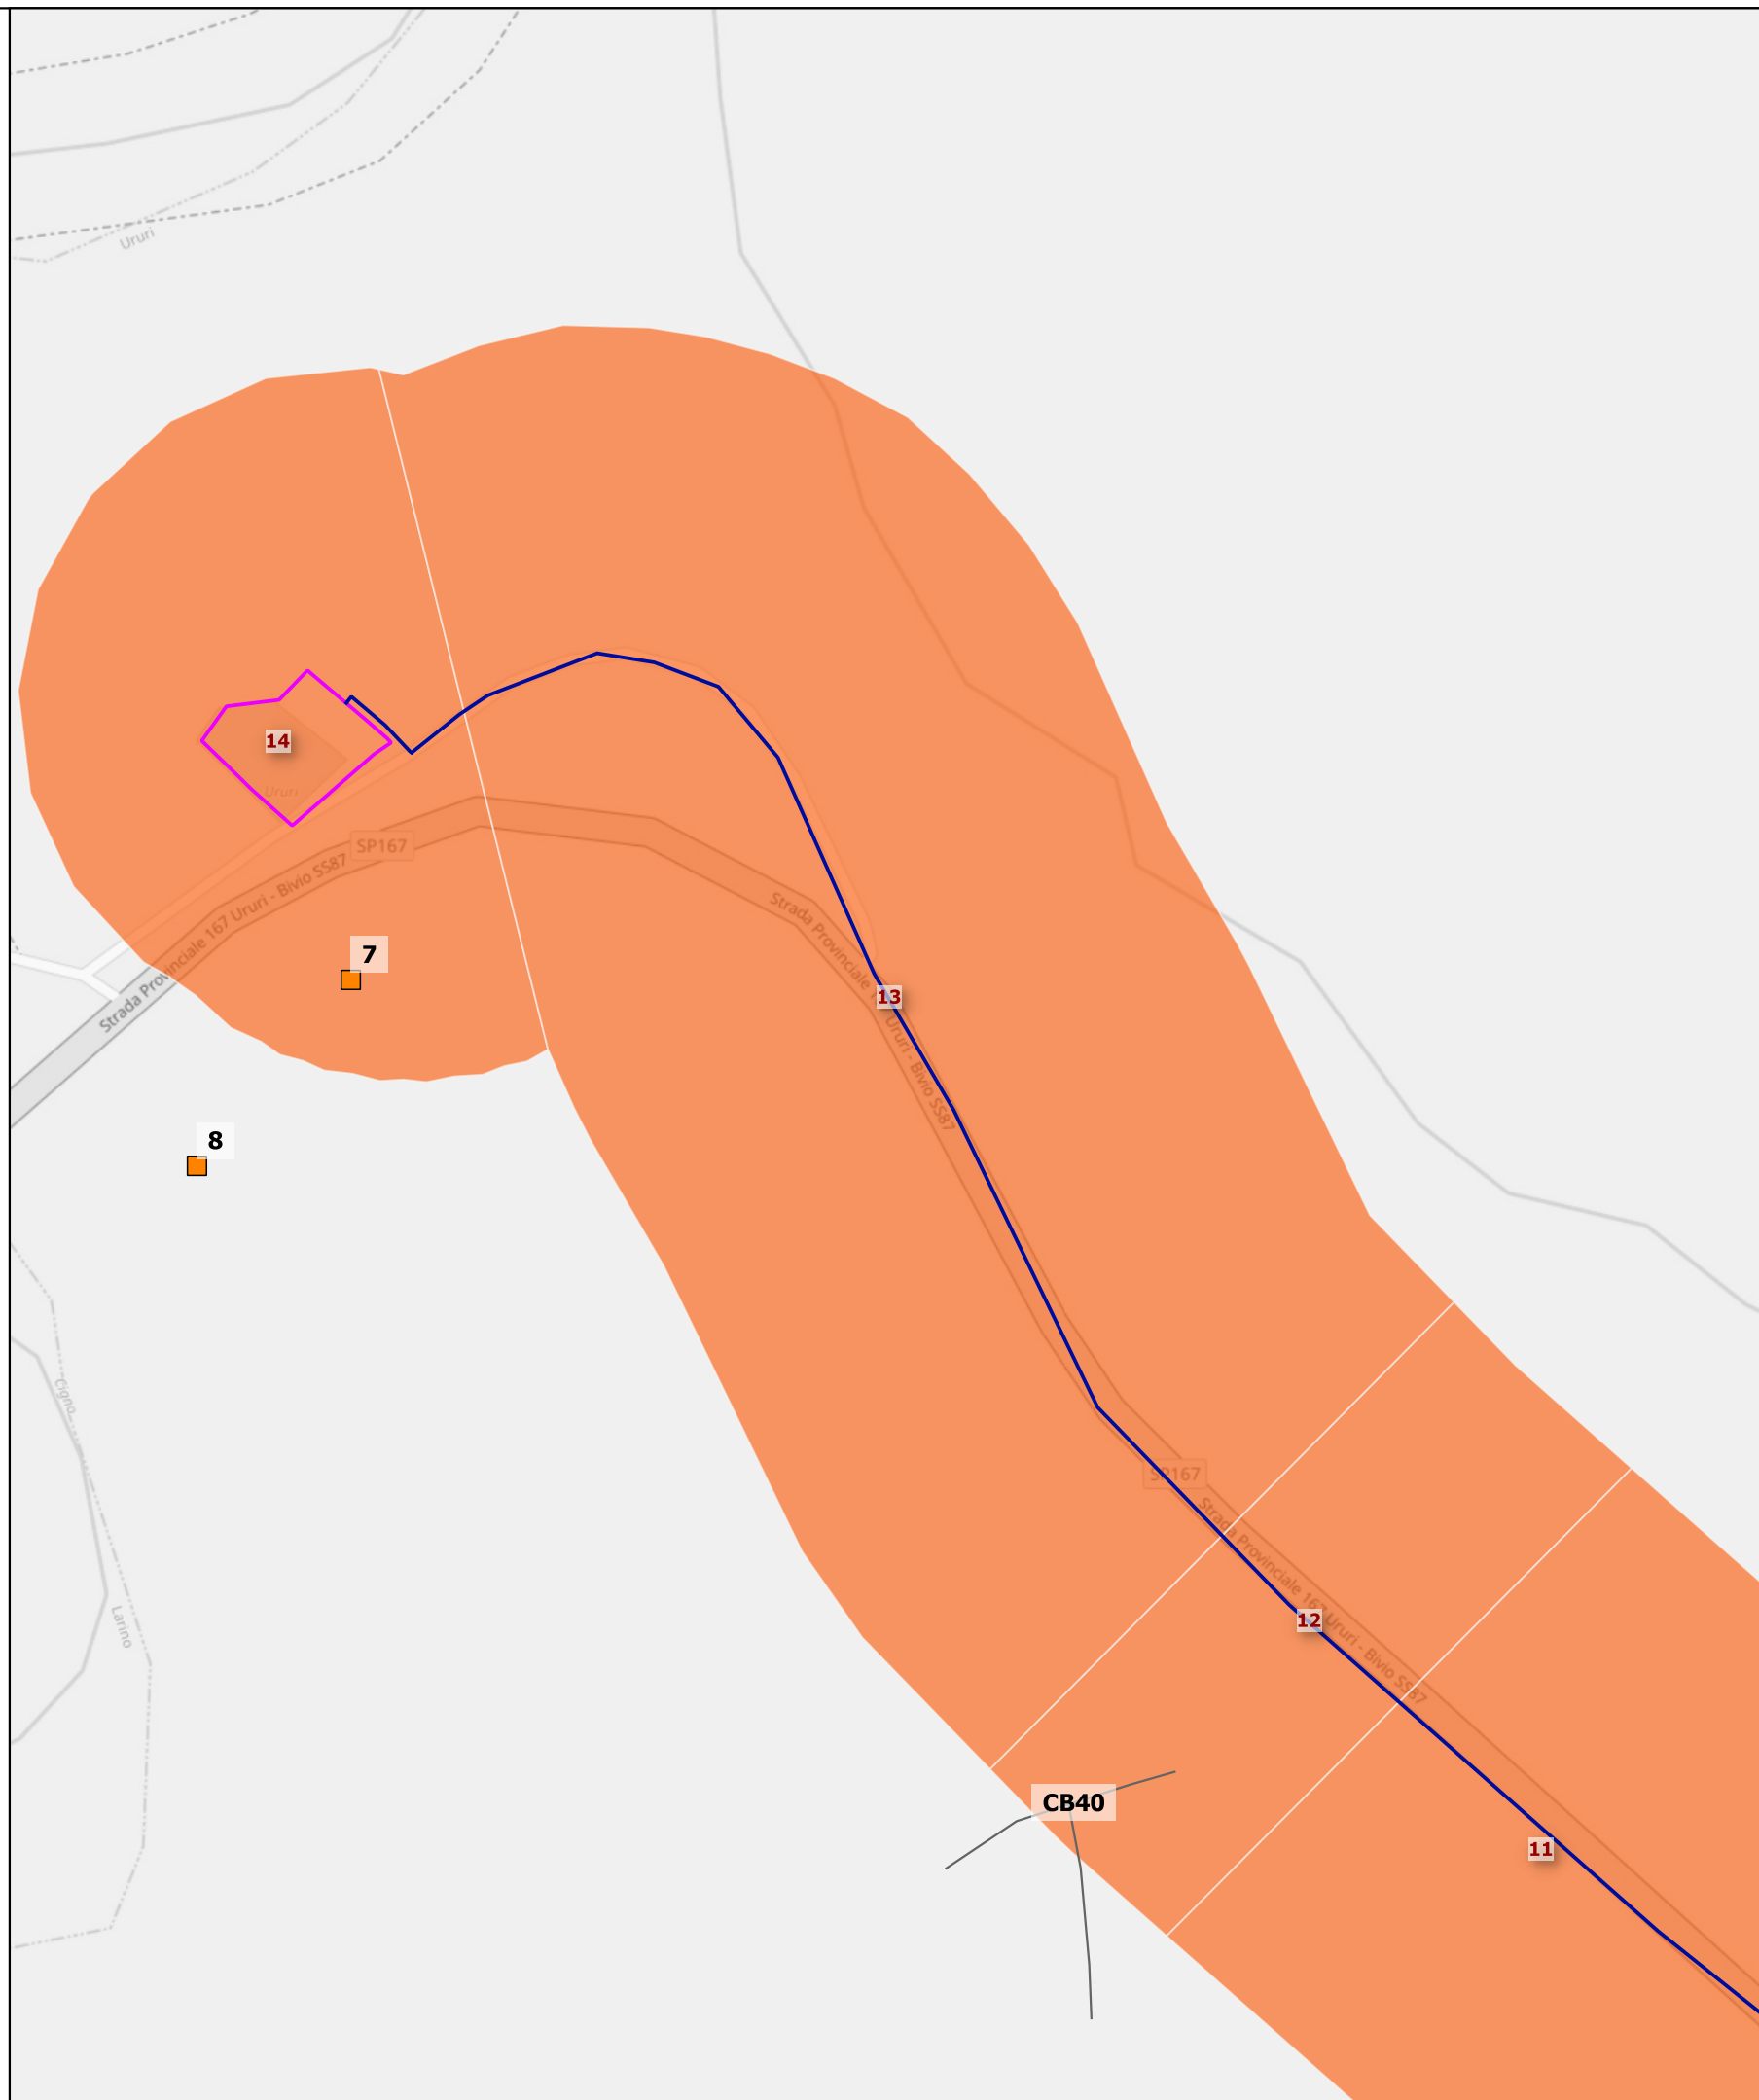 Ururi
14
Ururi
SP167
Strada Provinciale 167 Ururi - Bivio SS87
7
Strada Provinciale 1 Ururi - Bivio SS87
13
8
Cigno
Larino
SP167
Strada Provinciale 167 Ururi - Bivio SS87
12
CB40
11